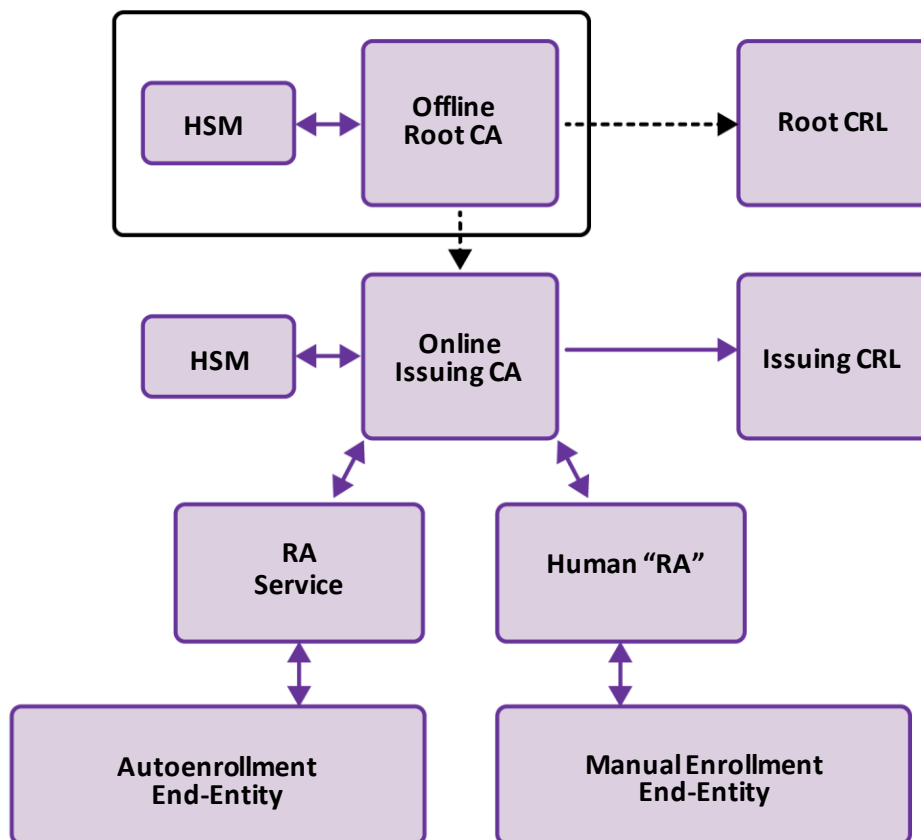 HSM
Offline
Root CA
Root CRL
HSM
Online
Issuing CA
Issuing CRL
RA
Service
Human “RA”
Autoenrollment
End-Entity
Manual Enrollment
End-Entity